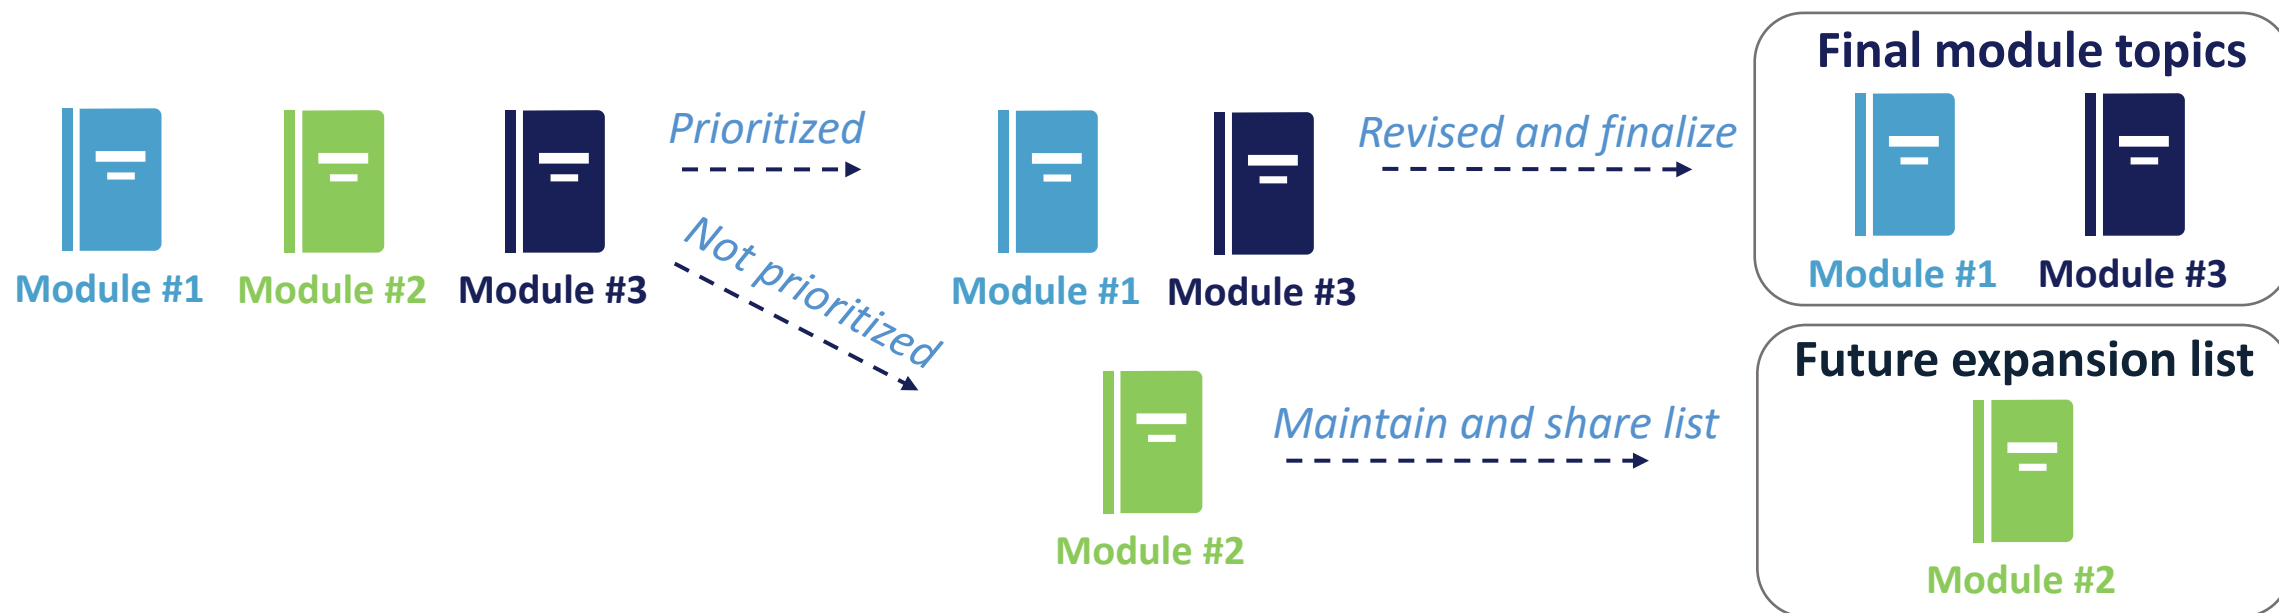 Module #1
Module #2
Module #3
Prioritized
Not prioritized
Module #1
Module #3
Module #2
Revised and finalize
Maintain and share list
Final module topics
Module #1
Module #3
Future expansion list
Module #2